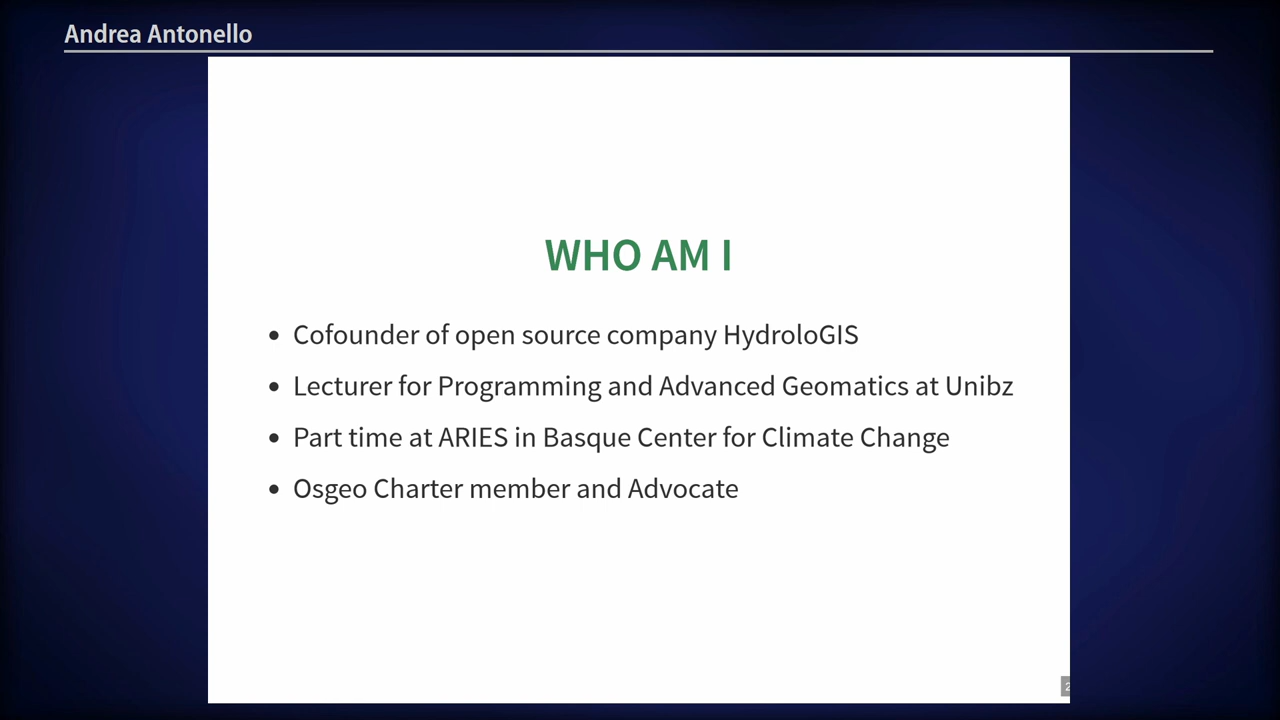 Andrea Antonello
WHO AM I
• Cofounder of open source company HydroloGIS
• Lecturer for Programming and Advanced Geomatics at Unibz
• Part time at ARIES in Basque Center for Climate Change
• Osgeo Charter member and Advocate
2